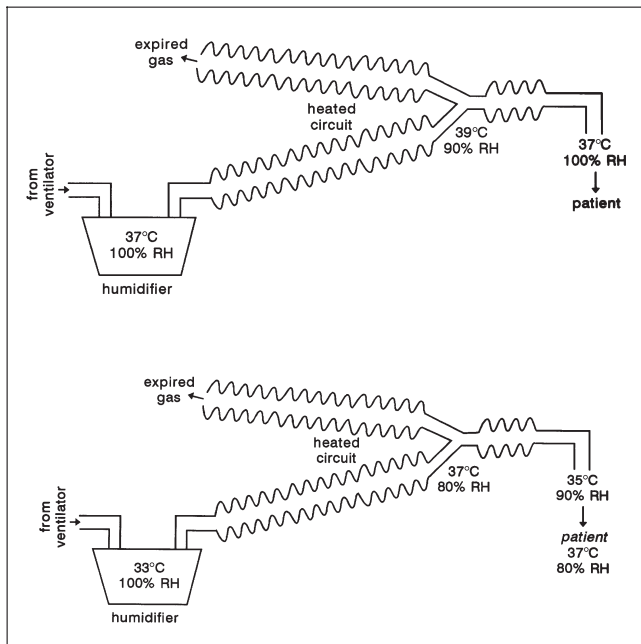 expired
gas
heated
circuit
39°C
90% RH
37°C
100% RH
patient
from
ventilator
37°C
100% RH
humidifier
expired
gas
heated
circuit
37°C
80% RH
35°C
90% RH
patient
37°C
80% RH
from
ventilator
33°C
100% RH
humidifier